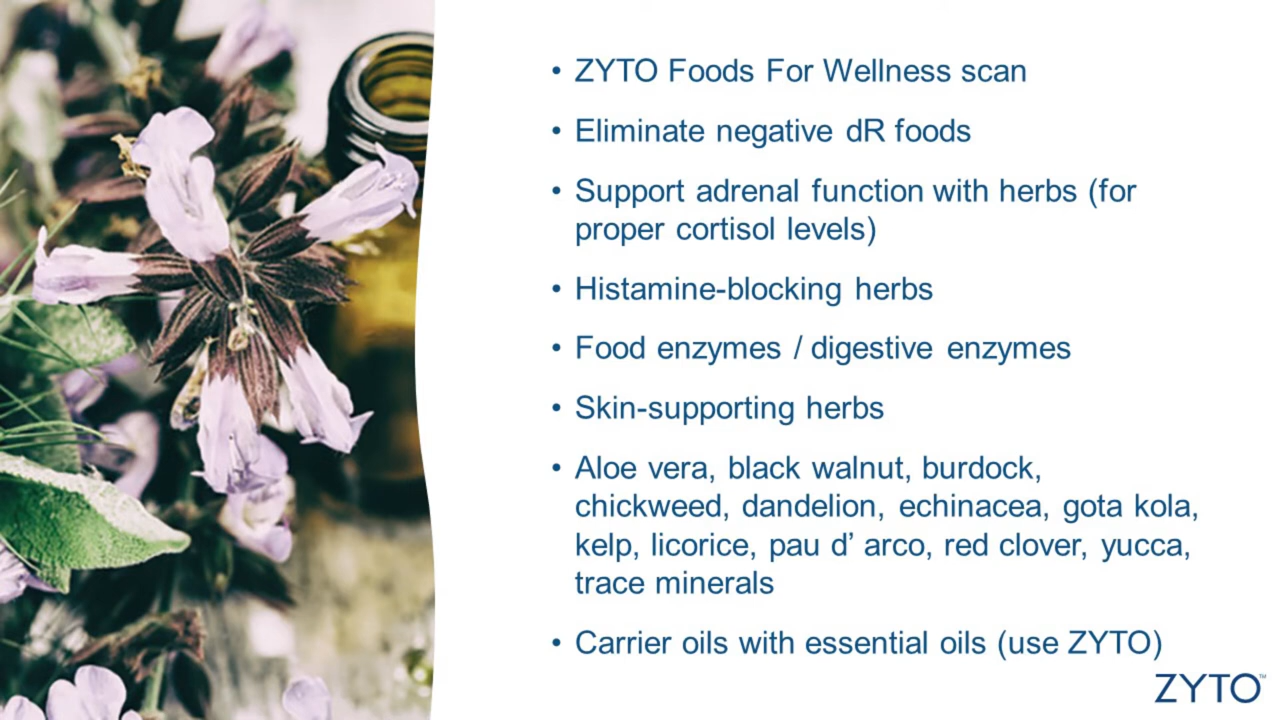 • ZYTO Foods For Wellness scan
• Eliminate negative dR foods
• Support adrenal function with herbs (for
proper cortisol levels)
• Histamine-blocking herbs
• Food enzymes / digestive enzymes
• Skin-supporting herbs
• Aloe vera, black walnut, burdock,
chickweed, dandelion, echinacea, gota kola,
kelp, licorice, pau d’ arco, red clover, yucca,
trace minerals
• Carrier oils with essential oils (use ZYTO)
ZYTO™